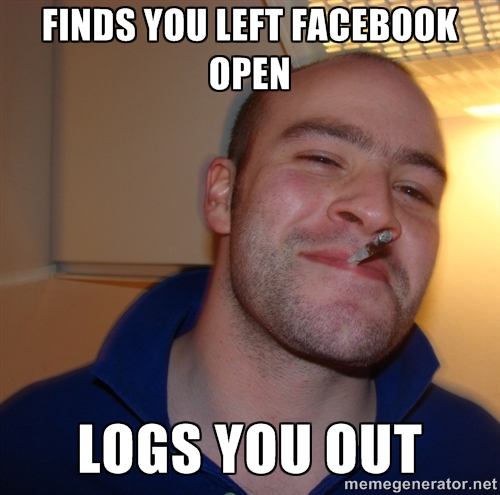 FINDS YOU LEFT FACEBOOK
OPEN
LOGS YOU OUT
memegenerator.net